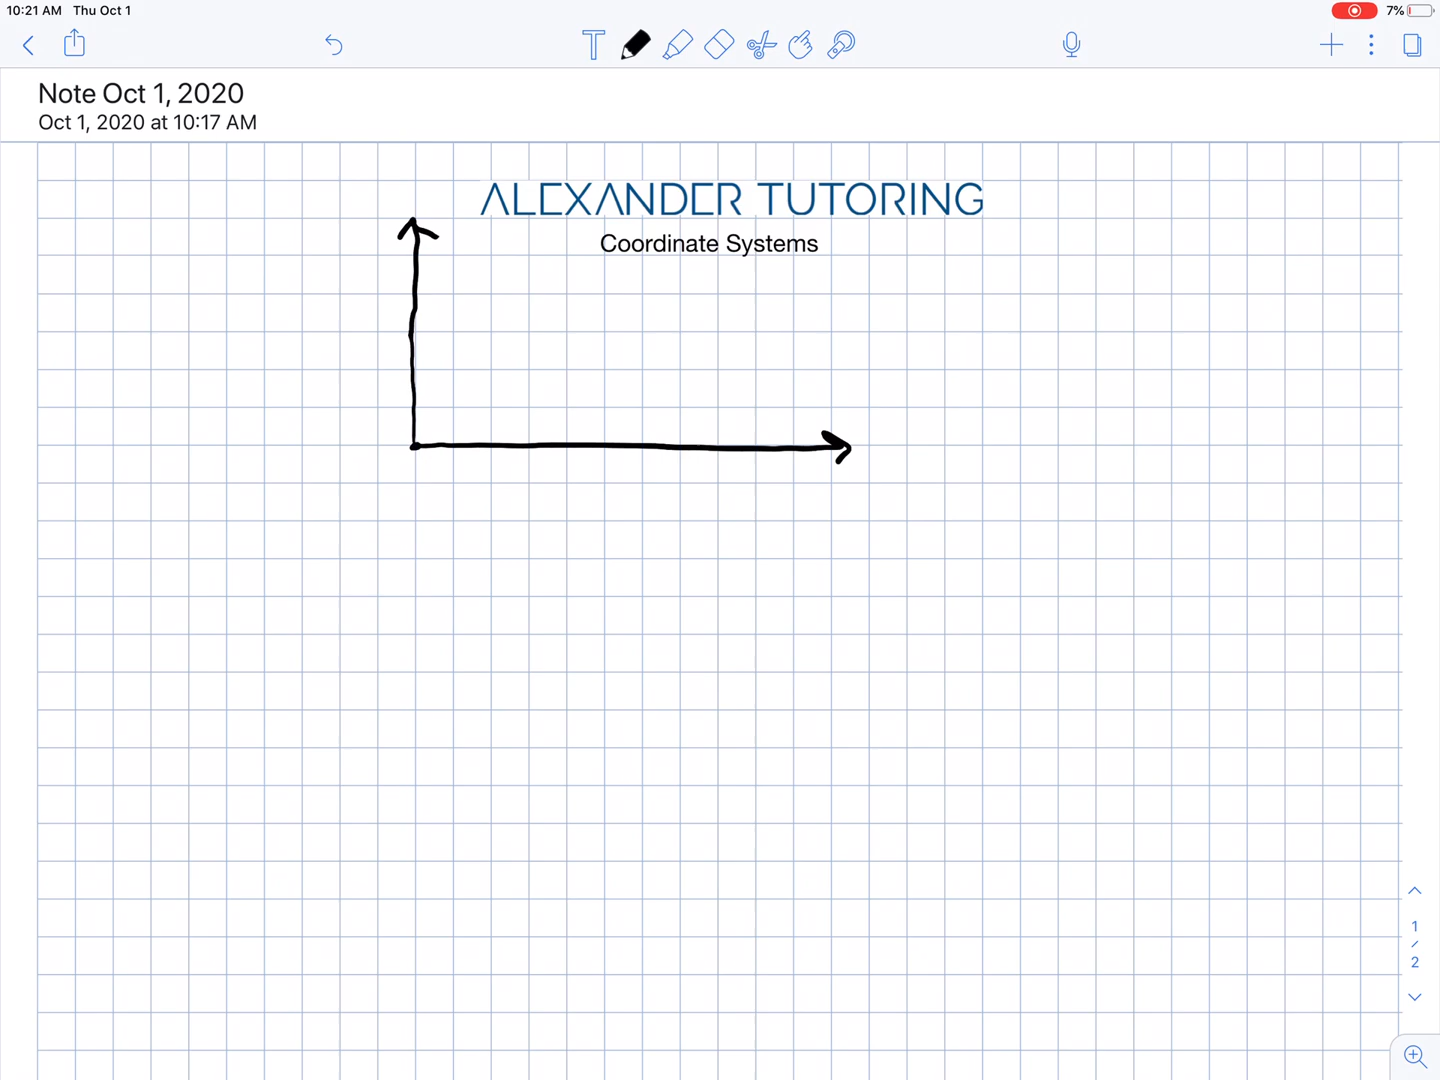 10:21 AM Thu Oct 1
7%
Note Oct 1, 2020
Oct 1, 2020 at 10:17 AM
ALEXANDER TUTORING
Coordinate Systems
1
/
2